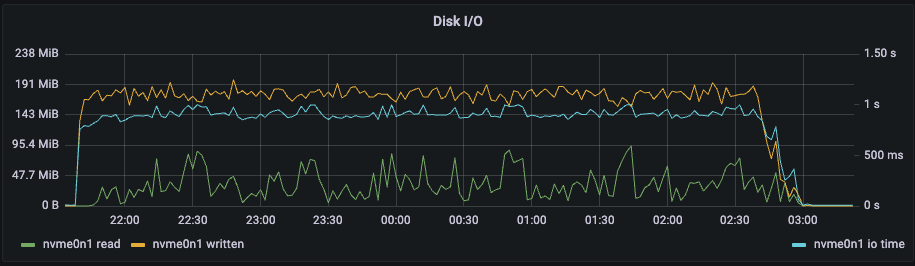 Disk I/O
238 MiB 1.50 s
191 MiB
143 MiB 1 s
95.4 MiB
500 ms
47.7 MiB
0 B 0 s
22:00 22:30 23:00 23:30 00:00 00:30 01:00 01:30 02:00 02:30 03:00
nvme0n1 read nvme0n1 written nvme0n1 io time